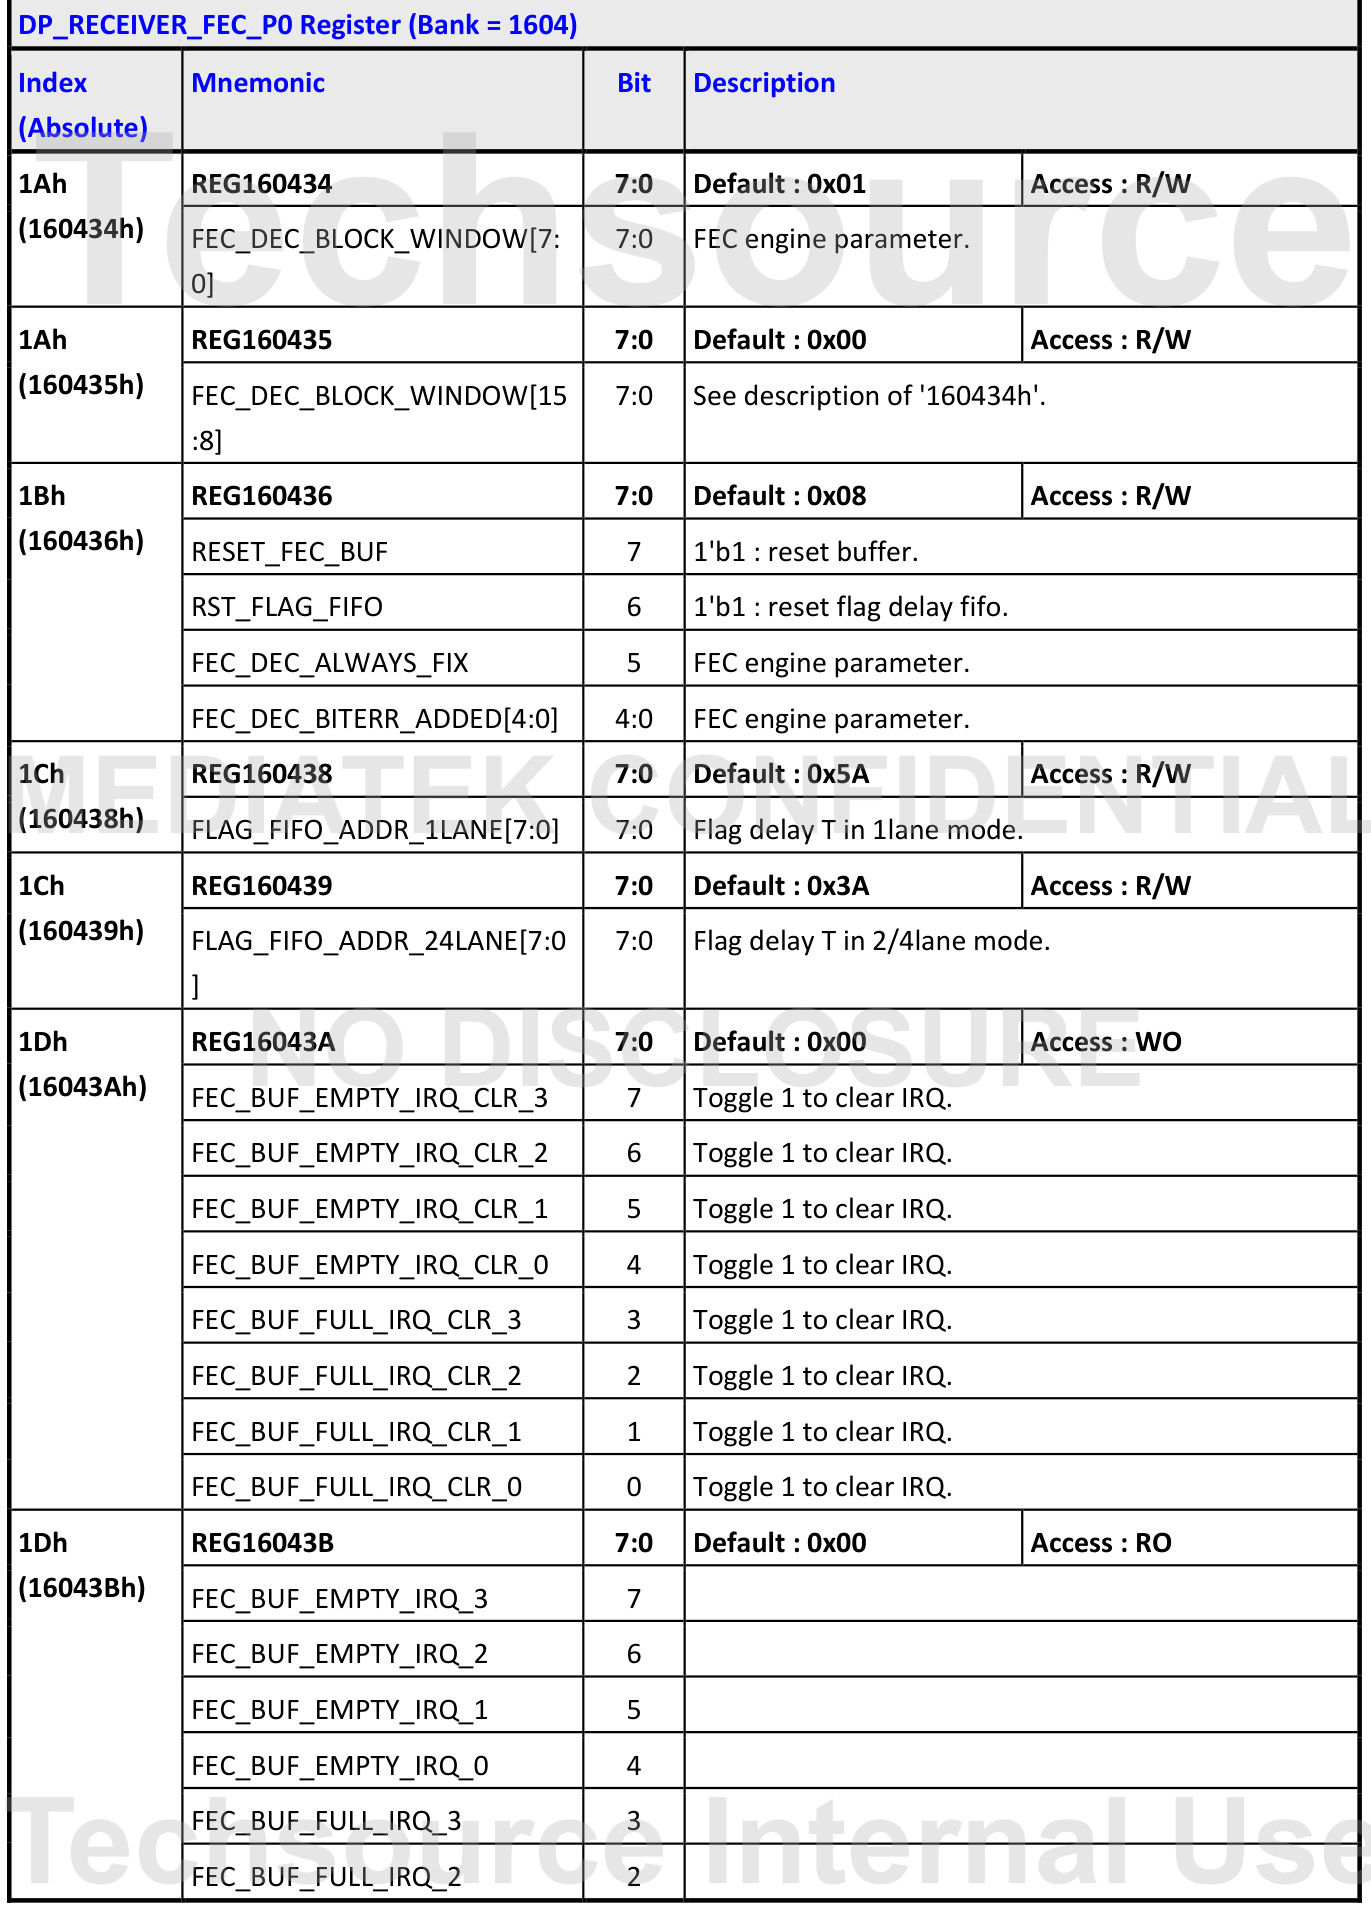 DP_RECEIVER_FEC_P0 Register (Bank = 1604)
Index (Absolute) Mnemonic Bit Description
1Ah (160434h) REG160434 7:0 Default : 0x01 Access : R/W
FEC_DEC_BLOCK_WINDOW[7:
0] 7:0 FEC engine parameter.
1Ah (160435h) REG160435 7:0 Default : 0x00 Access : R/W
FEC_DEC_BLOCK_WINDOW[15
:8] 7:0 See description of '160434h'.
1Bh (160436h) REG160436 7:0 Default : 0x08 Access : R/W
RESET_FEC_BUF 7 1'b1 : reset buffer.
RST_FLAG_FIFO 6 1'b1 : reset flag delay fifo.
FEC_DEC_ALWAYS_FIX 5 FEC engine parameter.
FEC_DEC_BITERR_ADDED[4:0] 4:0 FEC engine parameter.
1Ch (160438h) REG160438 7:0 Default : 0x5A Access : R/W
FLAG_FIFO_ADDR_1LANE[7:0] 7:0 Flag delay T in 1lane mode.
1Ch (160439h) REG160439 7:0 Default : 0x3A Access : R/W
FLAG_FIFO_ADDR_24LANE[7:0
] 7:0 Flag delay T in 2/4lane mode.
1Dh (16043Ah) REG16043A 7:0 Default : 0x00 Access : WO
FEC_BUF_EMPTY_IRQ_CLR_3 7 Toggle 1 to clear IRQ.
FEC_BUF_EMPTY_IRQ_CLR_2 6 Toggle 1 to clear IRQ.
FEC_BUF_EMPTY_IRQ_CLR_1 5 Toggle 1 to clear IRQ.
FEC_BUF_EMPTY_IRQ_CLR_0 4 Toggle 1 to clear IRQ.
FEC_BUF_FULL_IRQ_CLR_3 3 Toggle 1 to clear IRQ.
FEC_BUF_FULL_IRQ_CLR_2 2 Toggle 1 to clear IRQ.
FEC_BUF_FULL_IRQ_CLR_1 1 Toggle 1 to clear IRQ.
FEC_BUF_FULL_IRQ_CLR_0 0 Toggle 1 to clear IRQ.
1Dh (16043Bh) REG16043B 7:0 Default : 0x00 Access : RO
FEC_BUF_EMPTY_IRQ_3 7
FEC_BUF_EMPTY_IRQ_2 6
FEC_BUF_EMPTY_IRQ_1 5
FEC_BUF_EMPTY_IRQ_0 4
FEC_BUF_FULL_IRQ_3 3
FEC_BUF_FULL_IRQ_2 2
Techsource
MEDIATEK CONFIDENTIAL
NO DISCLOSURE
Techsource Internal Use